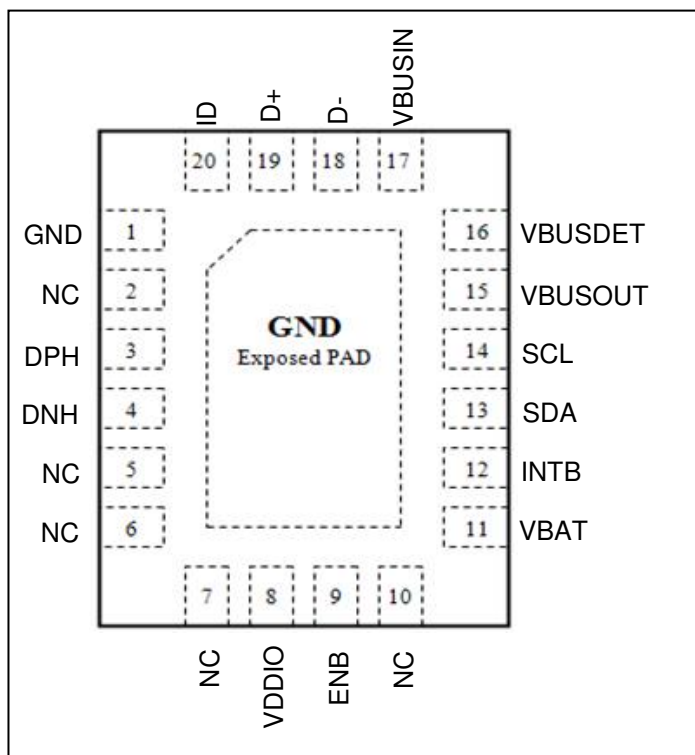 ID D+ D- VBUSIN
20 19 18 17
GND 1 16 VBUSDET
NC 2 15 VBUSOUT
GND
Exposed PAD
DPH 3 14 SCL
DNH 4 13 SDA
NC 5 12 INTB
NC 6 11 VBAT
7 8 9 10
NC VDDIO ENB NC